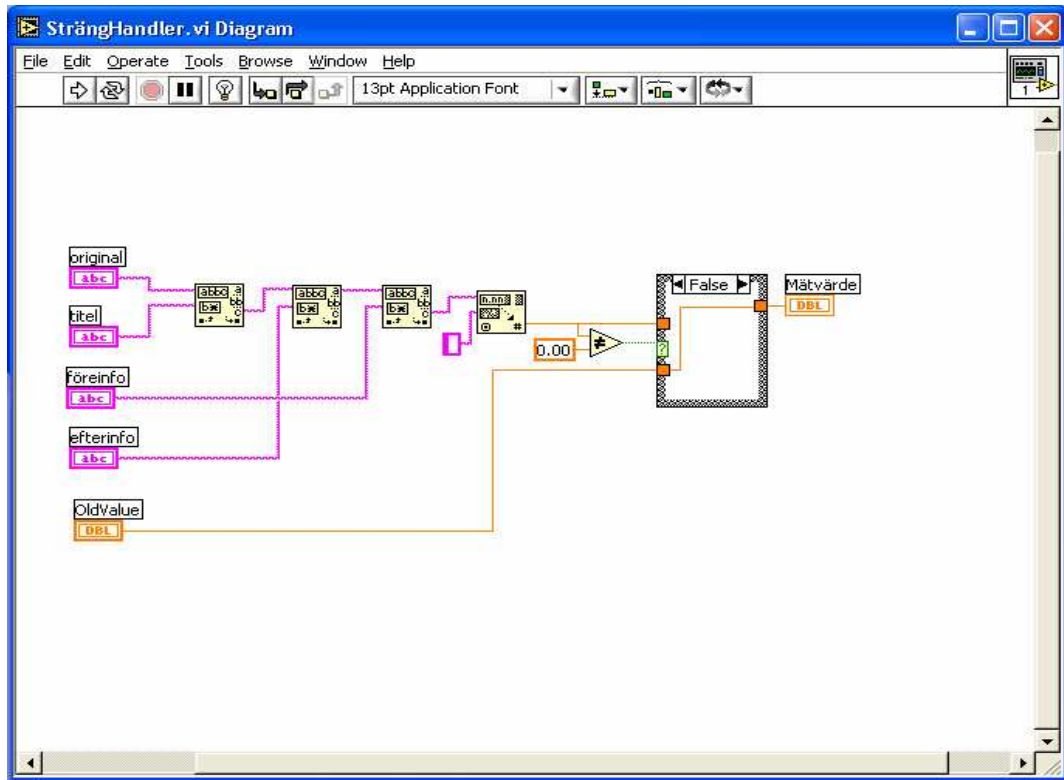 SträngHandler.vi Diagram
File Edit Operate Tools Browse Window Help
13pt Application Font
1
original
abc
titel
abc
föreinfo
abc
efterinfo
abc
OldValue
DBL
0.00
≠
False
?
Mätvärde
DBL